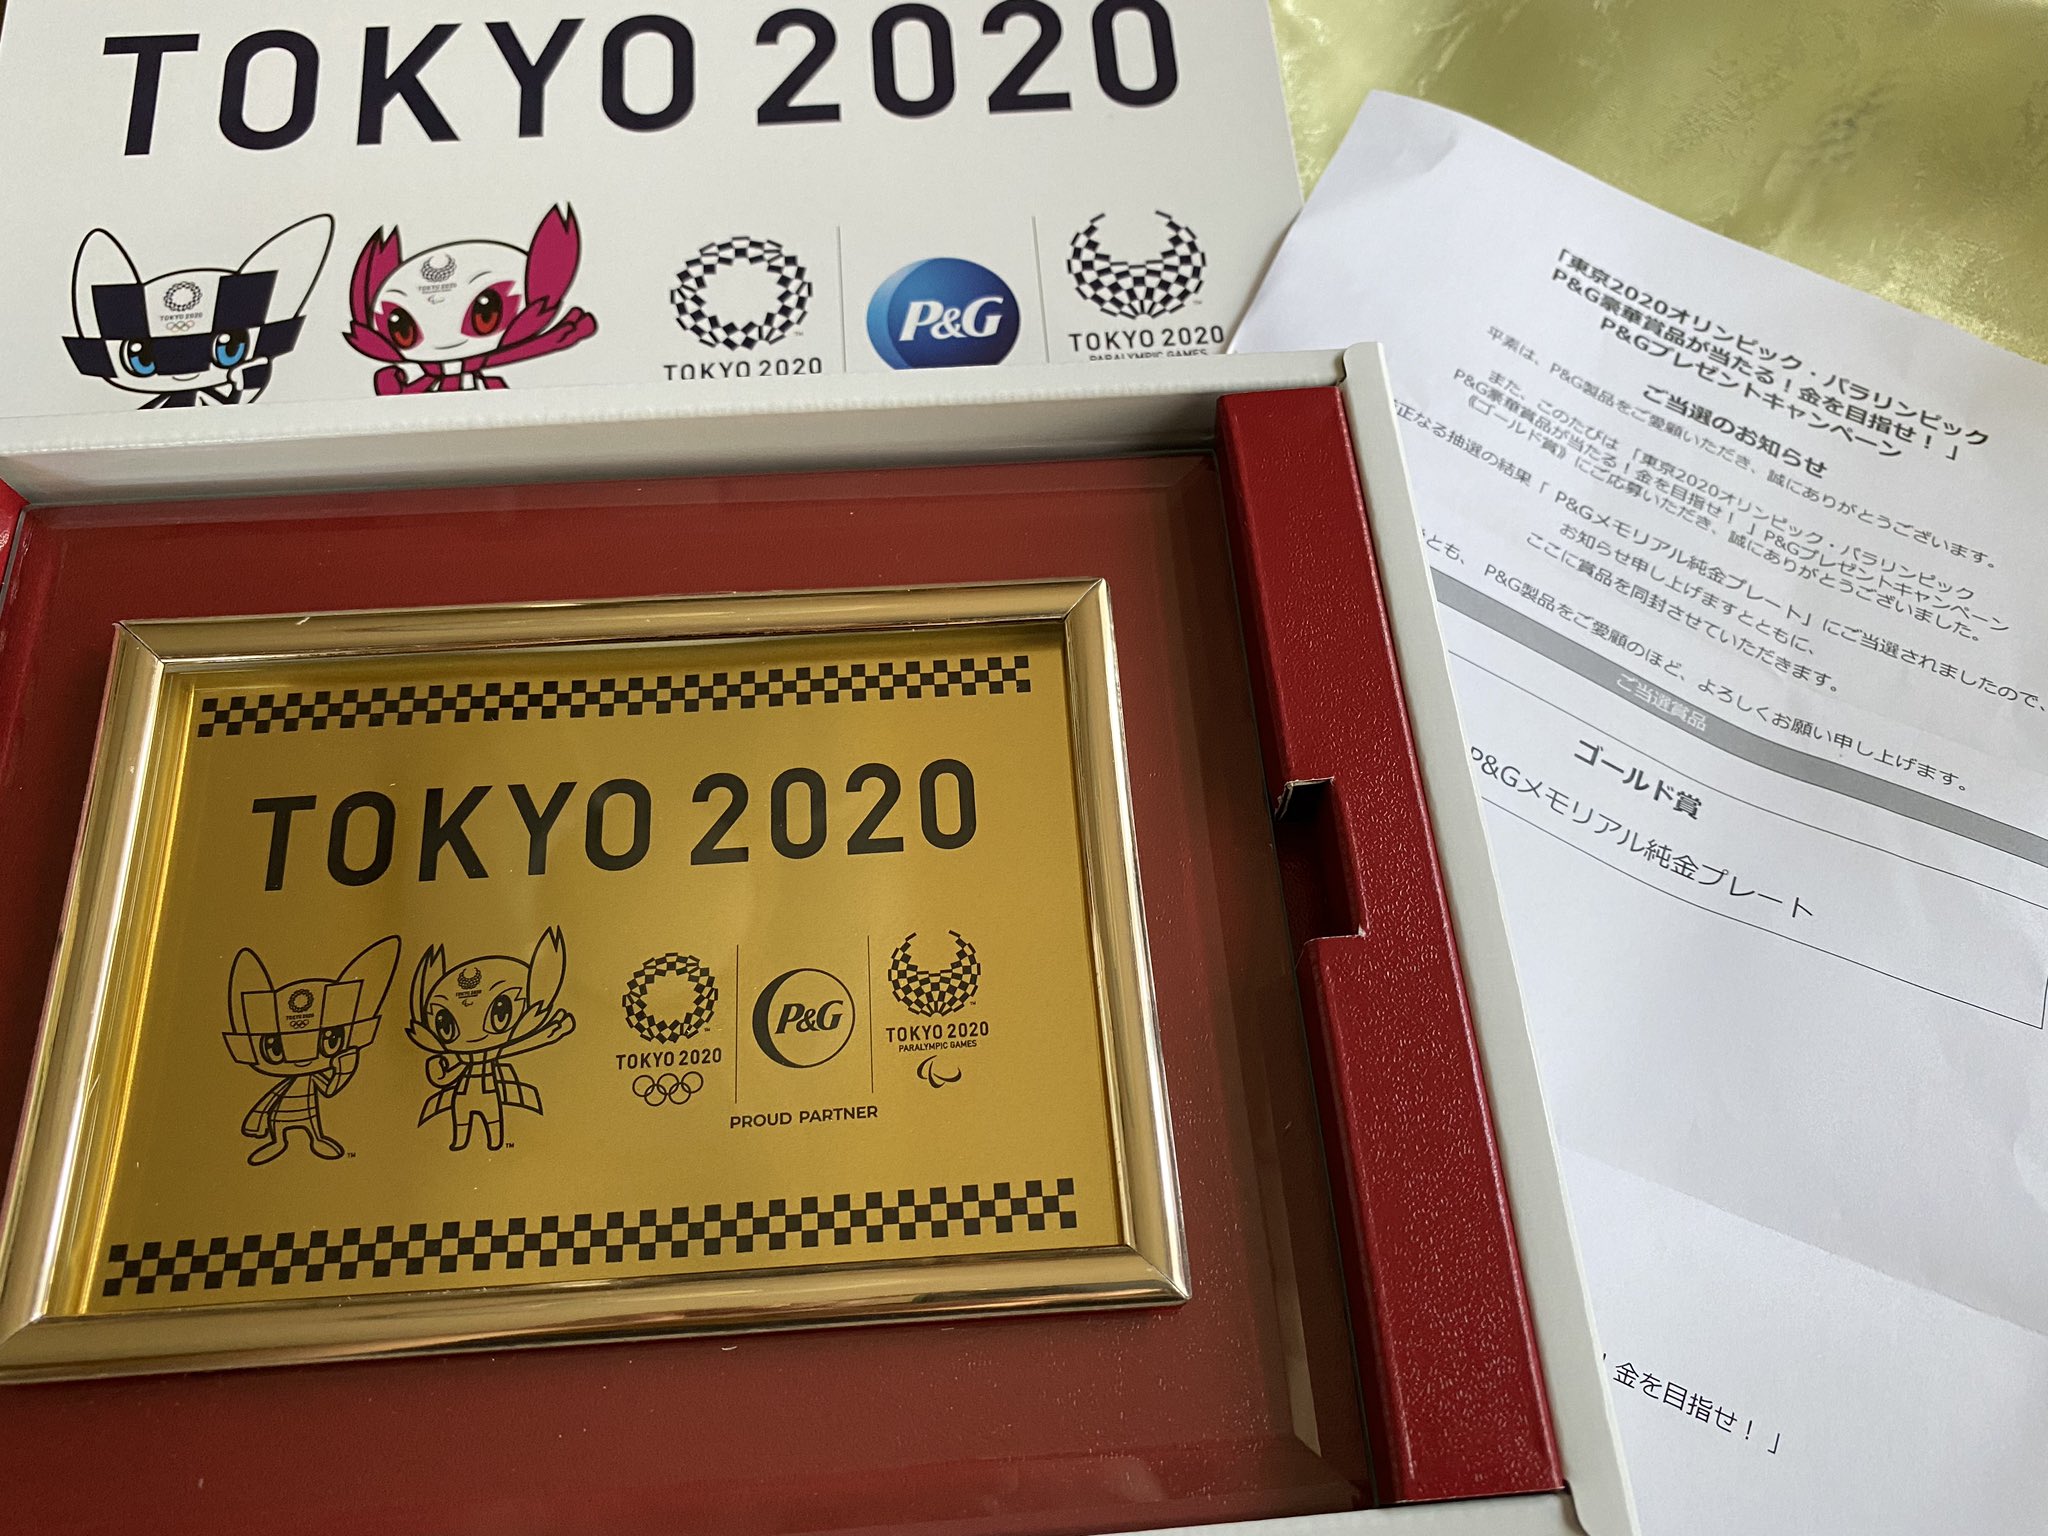 TOKYO 2020
TOKYO 2020
TOKYO 2020
TOKYO 2020
P&G
TOKYO 2020
PARALYMPIC GAMES
TOKYO 2020
TOKYO 2020
TOKYO 2020
TOKYO 2020
P&G
TOKYO 2020
PARALYMPIC GAMES
PROUD PARTNER
TM
TM
「東京2020オリンピック・パラリンピック
P&G豪華賞品が当たる！金を目指せ！」
P&Gプレゼントキャンペーン
ご当選のお知らせ
平素は、P&G製品をご愛顧いただき、誠にありがとうございます。
また、このたびは「東京2020オリンピック・パラリンピック
P&G豪華賞品が当たる！金を目指せ！」P&Gプレゼントキャンペーン
《ゴールド賞》にご応募いただき、誠にありがとうございました。
正なる抽選の結果「P&Gメモリアル純金プレート」にご当選されましたので、
お知らせ申し上げますとともに、
ここに賞品を同封させていただきます。
とも、P&G製品をご愛顧のほど、よろしくお願い申し上げます。
ご当選賞品
ゴールド賞
P&Gメモリアル純金プレート
！金を目指せ！」